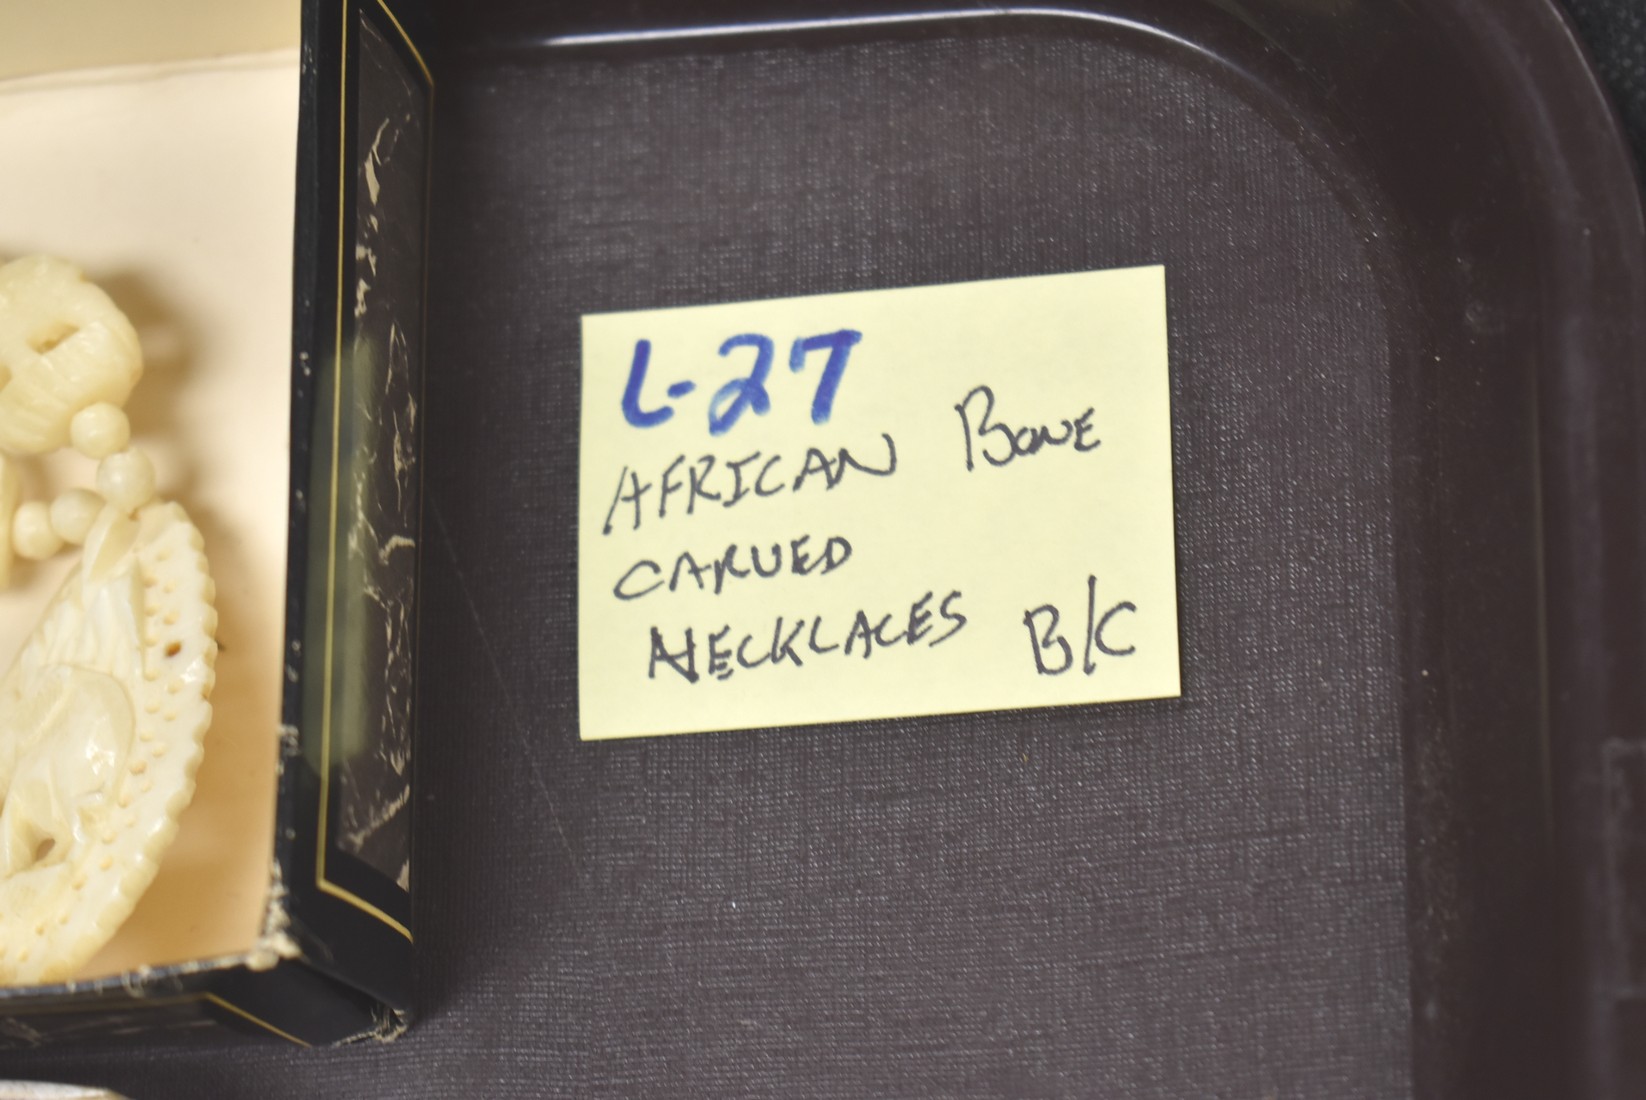 L-27
AFRICAN BONE
CARVED
NECKLACES B/C